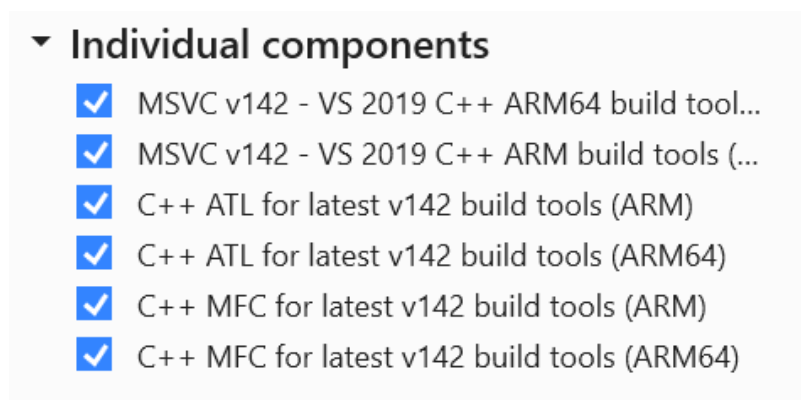 Individual components
MSVC v142 - VS 2019 C++ ARM64 build tool...
MSVC v142 - VS 2019 C++ ARM build tools (...
C++ ATL for latest v142 build tools (ARM)
C++ ATL for latest v142 build tools (ARM64)
C++ MFC for latest v142 build tools (ARM)
C++ MFC for latest v142 build tools (ARM64)